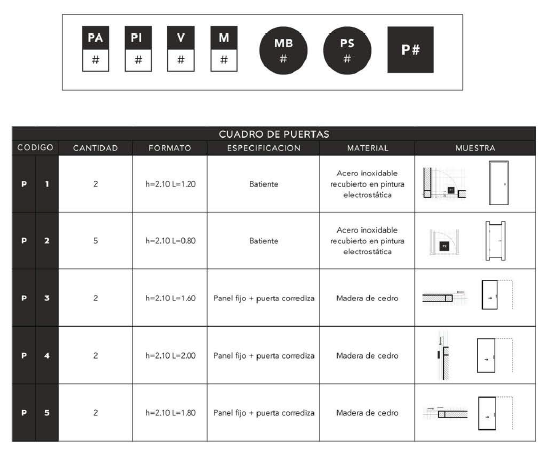 PA PI V M MB PS P#
# # # # # #
CUADRO DE PUERTAS
CODIGO CANTIDAD FORMATO ESPECIFICACION MATERIAL MUESTRA
P 1 2 h=2.10 L=1.20 Batiente Acero inoxidable
recubierto en pintura
electrostática
P 2 5 h=2.10 L=0.80 Batiente Acero inoxidable
recubierto en pintura
electrostática
P 3 2 h=2.10 L=1.60 Panel fijo + puerta corrediza Madera de cedro
P 4 2 h=2.10 L=2.00 Panel fijo + puerta corrediza Madera de cedro
P 5 2 h=2.10 L=1.80 Panel fijo + puerta corrediza Madera de cedro